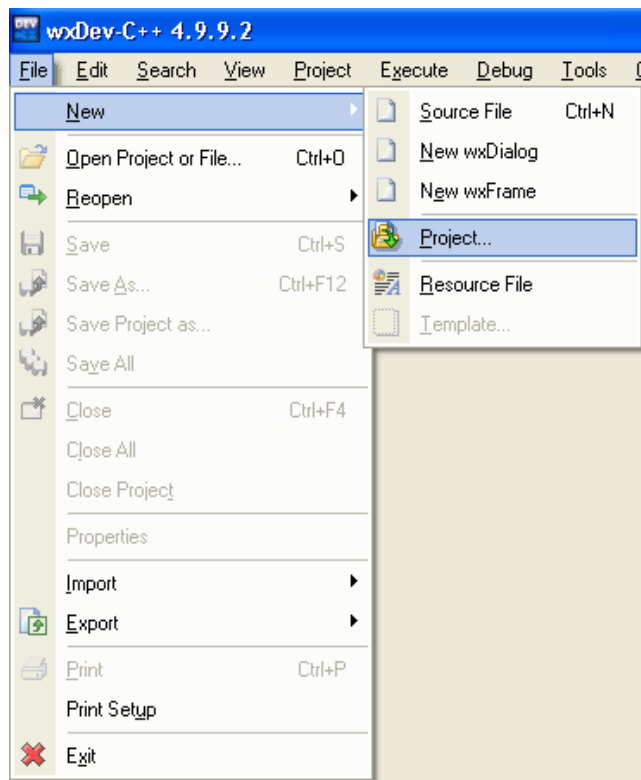 wxDev-C++ 4.9.9.2
File Edit Search View Project Execute Debug Tools
New
Open Project or File... Ctrl+O
Reopen
Save Ctrl+S
Save As... Ctrl+F12
Save Project as...
Save All
Close Ctrl+F4
Close All
Close Project
Properties
Import
Export
Print Ctrl+P
Print Setup
Exit
Source File Ctrl+N
New wxDialog
New wxFrame
Project...
Resource File
Template...